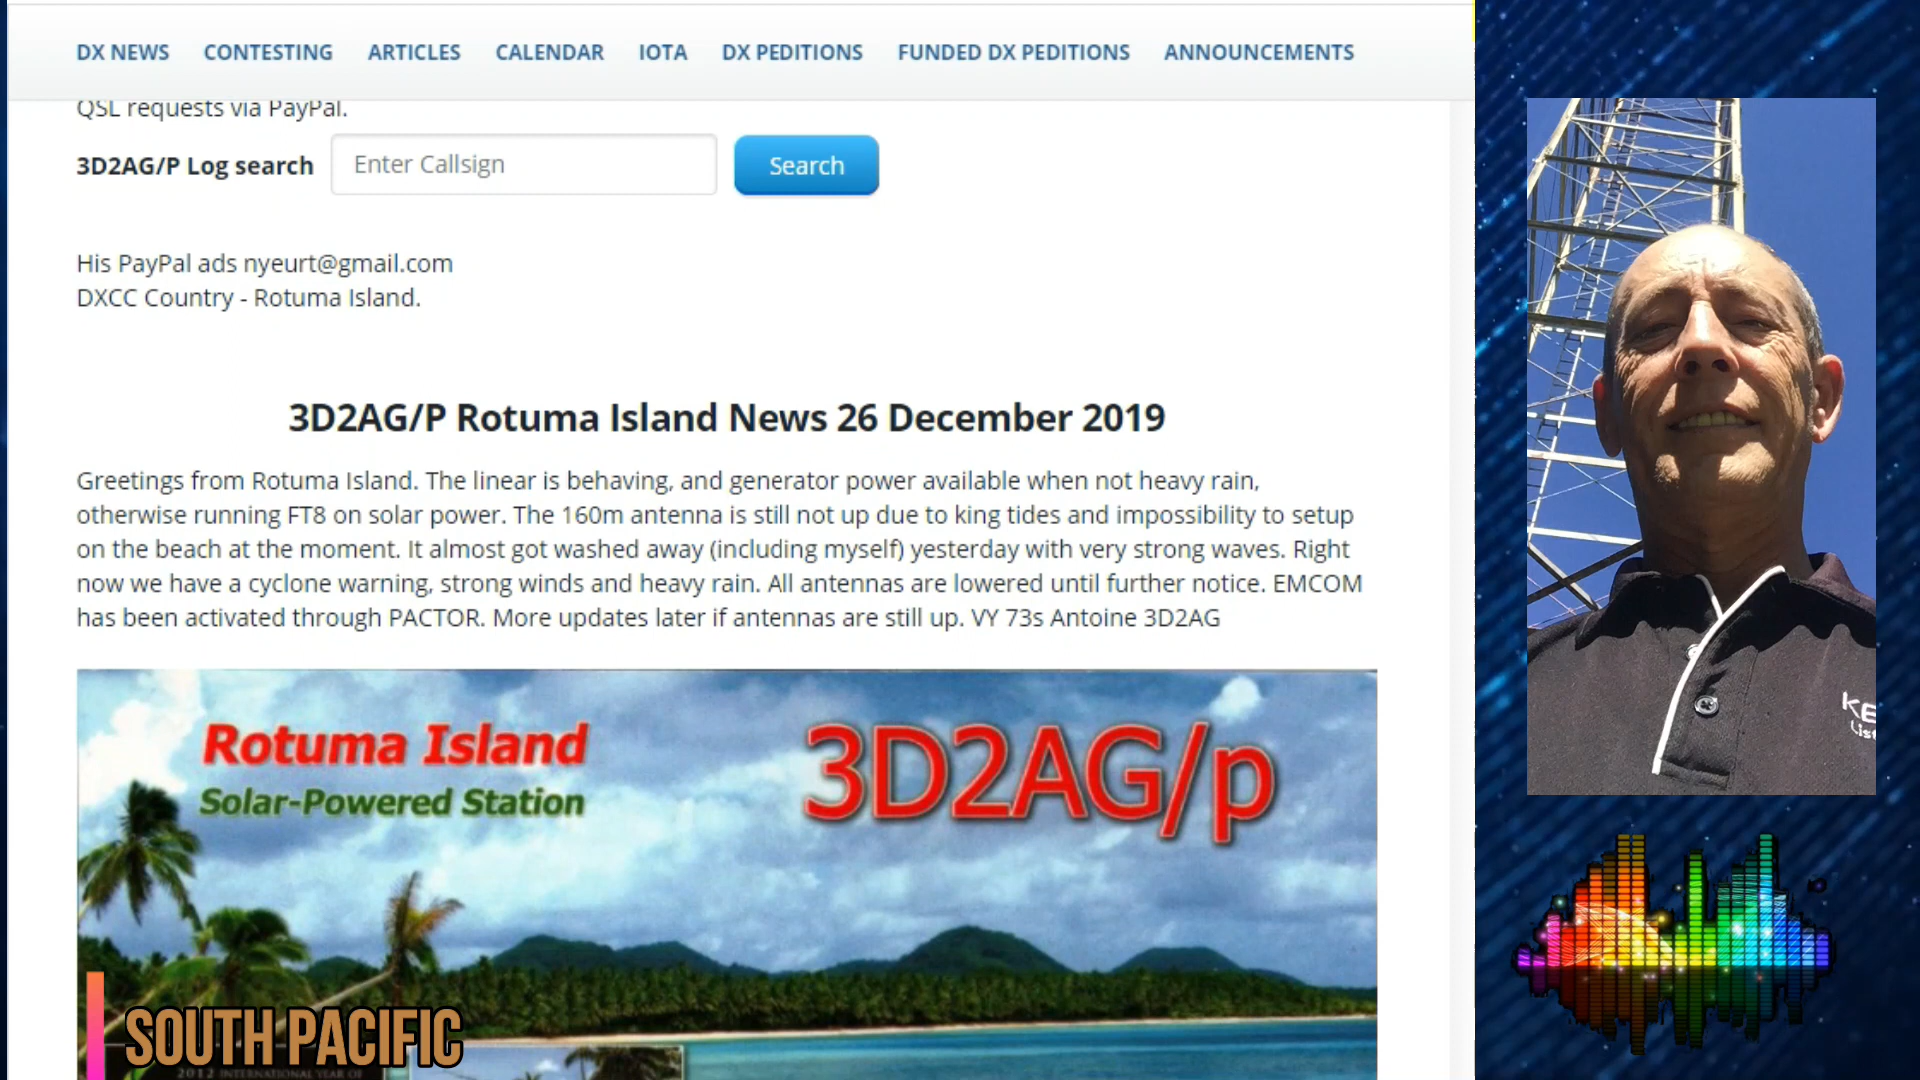 DX NEWS CONTESTING ARTICLES CALENDAR IOTA DX PEDITIONS FUNDED DX PEDITIONS ANNOUNCEMENTS
QSL requests via PayPal.
3D2AG/P Log search Enter Callsign Search
His PayPal ads nyeurt@gmail.com
DXCC Country - Rotuma Island.
3D2AG/P Rotuma Island News 26 December 2019
Greetings from Rotuma Island. The linear is behaving, and generator power available when not heavy rain,
otherwise running FT8 on solar power. The 160m antenna is still not up due to king tides and impossibility to setup
on the beach at the moment. It almost got washed away (including myself) yesterday with very strong waves. Right
now we have a cyclone warning, strong winds and heavy rain. All antennas are lowered until further notice. EMCOM
has been activated through PACTOR. More updates later if antennas are still up. VY 73s Antoine 3D2AG
Rotuma Island
Solar-Powered Station
3D2AG/p
SOUTH PACIFIC
2012 INTERNATIONAL YEAR OF
KE
List